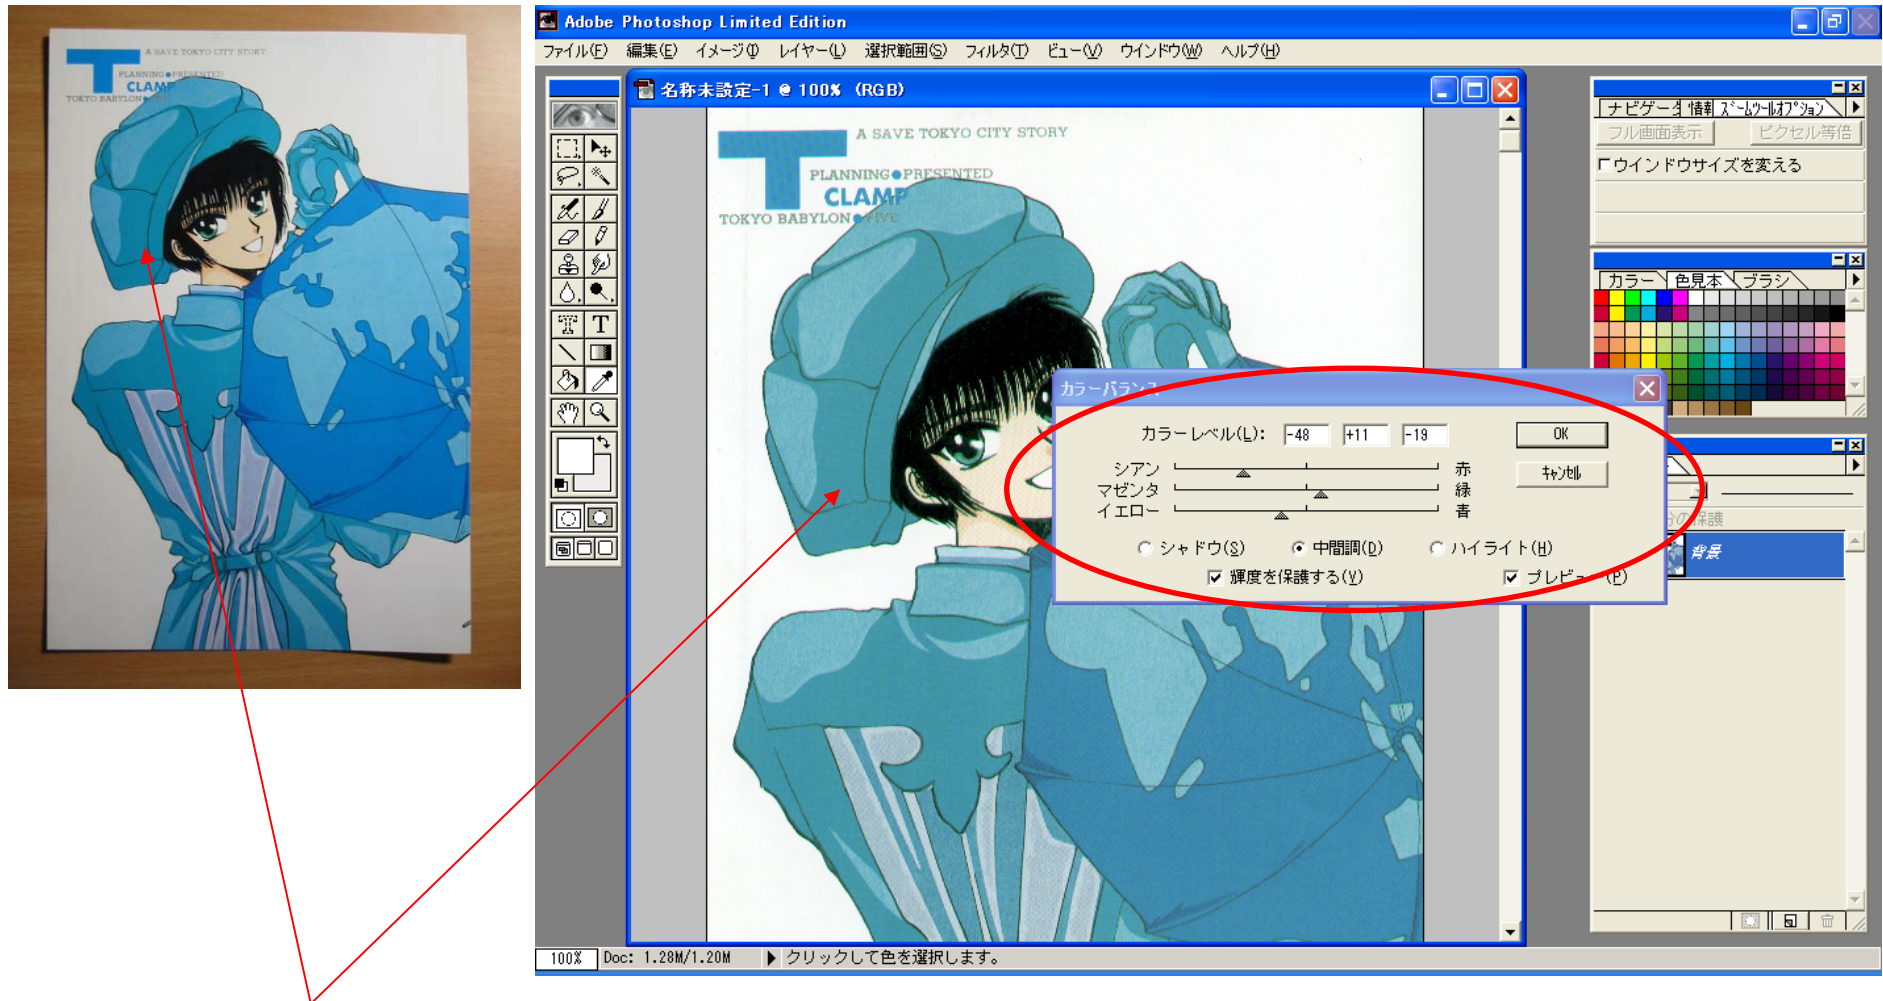 A SAVE TOKYO CITY STORY
PLANNING●PRESENTED
CLAMP
TOKYO BABYLON●
Adobe Photoshop Limited Edition
ファイル(F) 編集(E) イメージ(I) レイヤー(L) 選択範囲(S) フィルタ(T) ビュー(V) ウインドウ(W) ヘルプ(H)
名称未設定-1 @ 100% (RGB)
A SAVE TOKYO CITY STORY
PLANNING●PRESENTED
CLAMP
TOKYO BABYLON●FIVE
ナビゲータ 情報 ズームツールオプション
フル画面表示 ピクセル等倍
ウインドウサイズを変える
カラー 色見本 ブラシ
カラーバランス
カラーレベル(L): -48 +11 -19 OK
シアン 赤 キャンセル
マゼンタ 緑
イエロー 青
シャドウ(S) 中間調(D) ハイライト(H)
輝度を保護する(V) プレビュー(P)
の保護
背景
100% Doc: 1.28M/1.20M クリックして色を選択します。